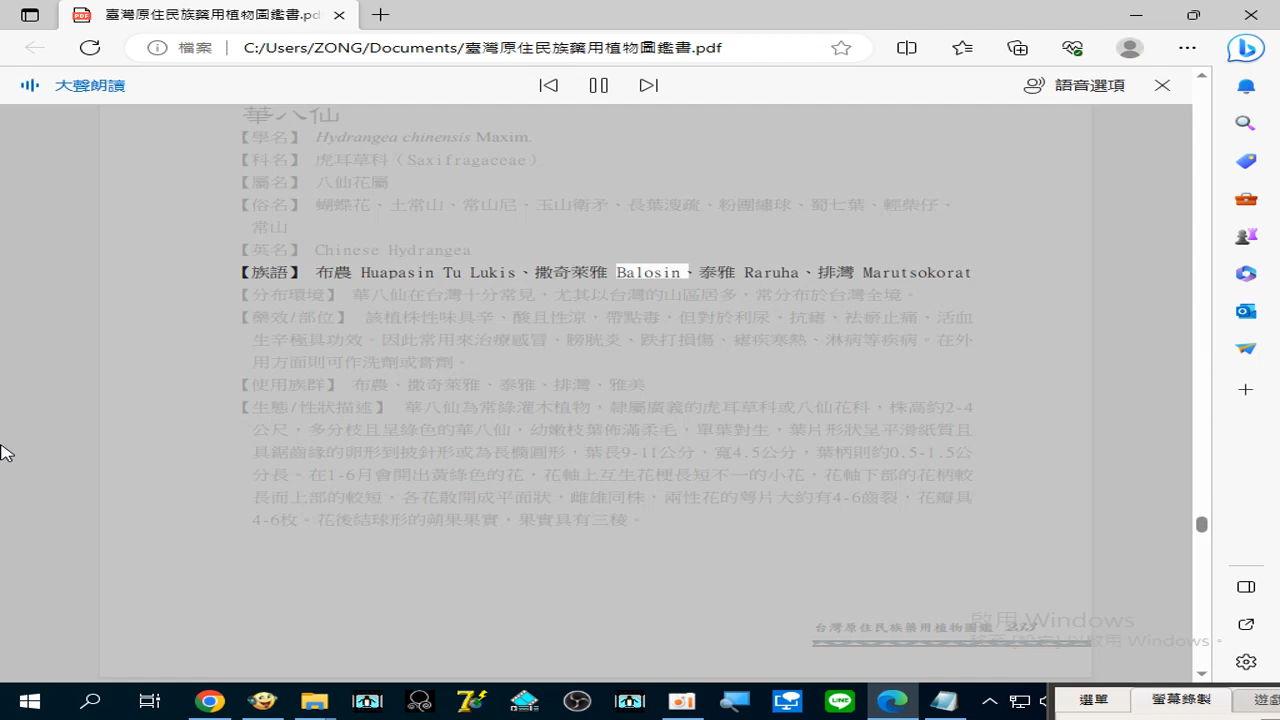 臺灣原住民族藥用植物圖鑑書.pd
檔案 C:/Users/ZONG/Documents/臺灣原住民族藥用植物圖鑑書.pdf
大聲朗讀
語音選項
華八仙
【學名】 Hydrangea chinensis Maxim.
【科名】 虎耳草科（Saxifragaceae）
【屬名】 八仙花屬
【俗名】 蝴蝶花、土常山、常山尼、玉山衛矛、長葉溲疏、粉團繡球、蜀七葉、輕柴仔、
常山
【英名】 Chinese Hydrangea
【族語】 布農 Huapasin Tu Lukis、撒奇萊雅 Balosin、泰雅 Raruha、排灣 Marutsokorat
【分布環境】 華八仙在台灣十分常見，尤其以台灣的山區居多，常分布於台灣全境。
【藥效/部位】 該植株性味具辛、酸且性涼，帶點毒，但對於利尿、抗瘧、祛瘀止痛、活血
生辛極具功效。因此常用來治療感冒、膀胱炎、跌打損傷、瘧疾寒熱、淋病等疾病。在外
用方面則可作洗劑或膏劑。
【使用族群】 布農、撒奇萊雅、泰雅、排灣、雅美
【生態/性狀描述】 華八仙為常綠灌木植物，隸屬廣義的虎耳草科或八仙花科，株高約2-4
公尺，多分枝且呈綠色的華八仙，幼嫩枝葉佈滿柔毛，單葉對生，葉片形狀呈平滑紙質且
具鋸齒緣的卵形到披針形或為長橢圓形，葉長9-11公分，寬4.5公分，葉柄則約0.5-1.5公
分長。在1-6月會開出黃綠色的花，花軸上互生花梗長短不一的小花，花軸下部的花柄較
長而上部的較短，各花散開成平面狀，雌雄同株，兩性花的萼片大約有4-6齒裂，花瓣具
4-6枚。花後結球形的蒴果果實，果實具有三稜。
台灣原住民族藥用植物圖鑑
啟用 Windows
移至 [設定] 以啟用 Windows。
選單
螢幕錄製
遊戲